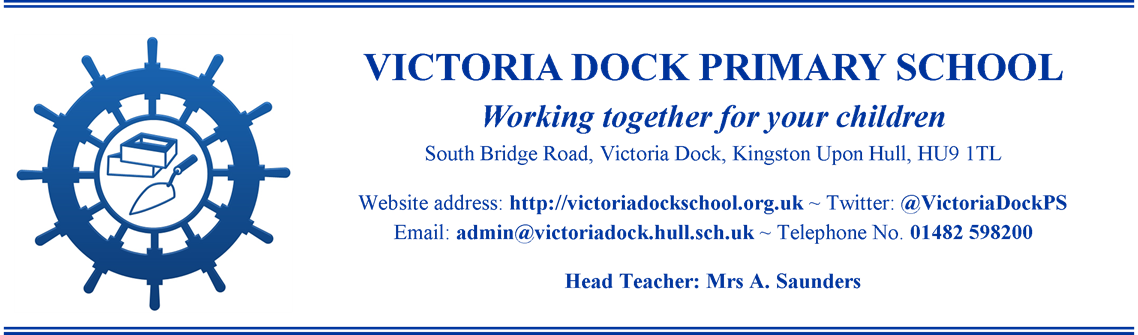 VICTORIA DOCK PRIMARY SCHOOL
Working together for your children
South Bridge Road, Victoria Dock, Kingston Upon Hull, HU9 1TL
Website address: http://victoriadockschool.org.uk ~ Twitter: @VictoriaDockPS
Email: admin@victoriadock.hull.sch.uk ~ Telephone No. 01482 598200
Head Teacher: Mrs A. Saunders